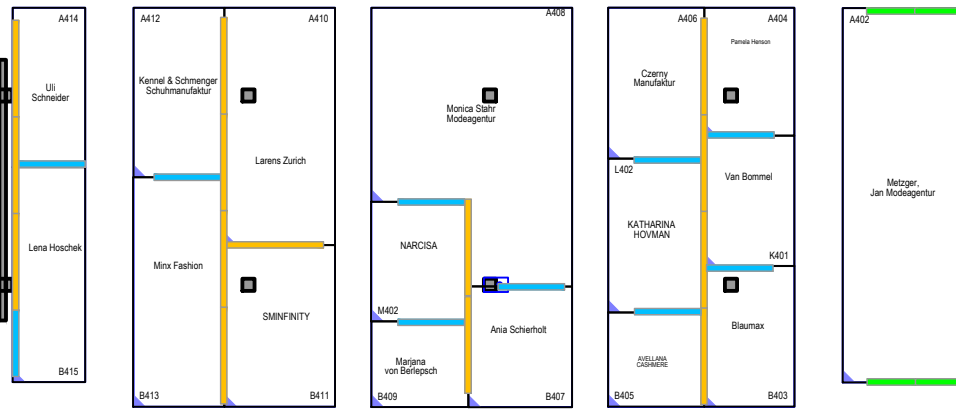 A414
Uli
Schneider
Lena Hoschek
B415
A412
A410
Kennel & Schmenger
Schuhmanufaktur
Larens Zurich
Minx Fashion
SMINFINITY
B413
B411
A408
Monica Stahr
Modeagentur
NARCISA
M402
Ania Schierholt
Marjana
von Berlepsch
B409
B407
A406
A404
Pamela Henson
Czerny
Manufaktur
L402
Van Bommel
KATHARINA
HOVMAN
K401
Blaumax
AVELLANA
CASHMERE
B405
B403
A402
Metzger,
Jan Modeagentur